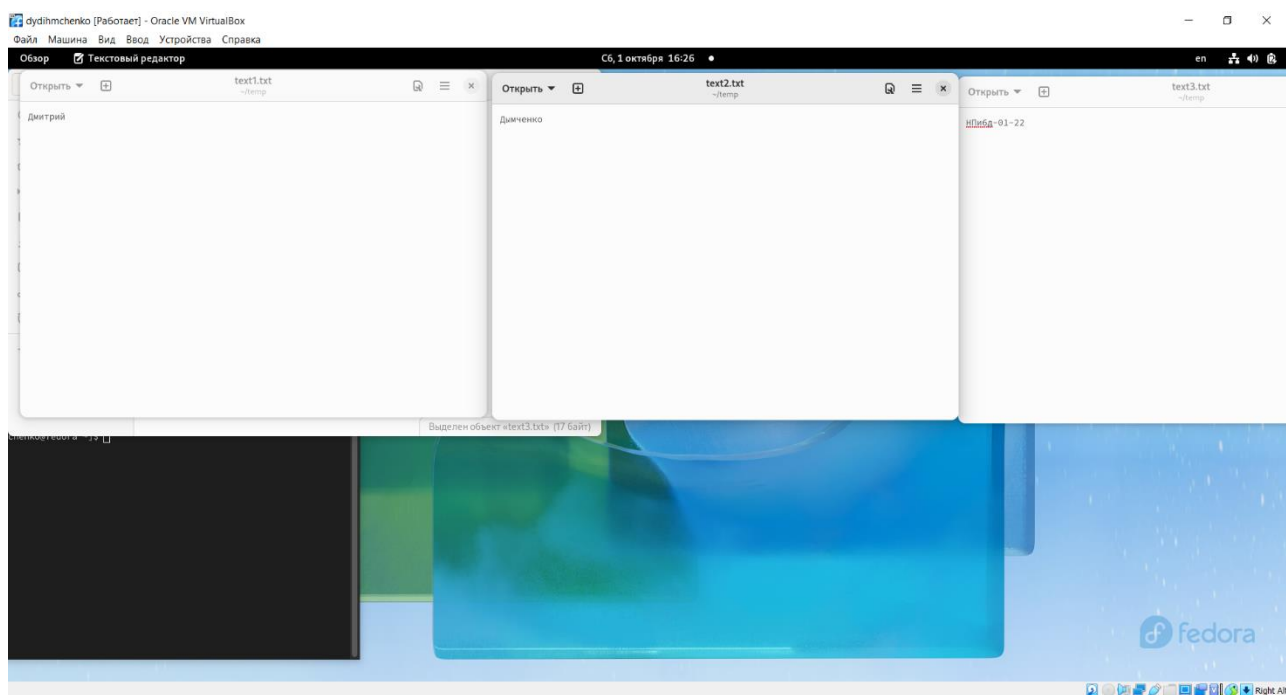 dydihmchenko [Работает] - Oracle VM VirtualBox
Файл Машина Вид Ввод Устройства Справка
Обзор Текстовый редактор Сб, 1 октября 16:26 en
Открыть text1.txt
~/temp
Дмитрий
Открыть text2.txt
~/temp
Дымченко
Открыть text3.txt
~/temp
НПибд-01-22
Выделен объект «text3.txt» (17 байт)
chenko@fedora ~]$
fedora
Right Alt